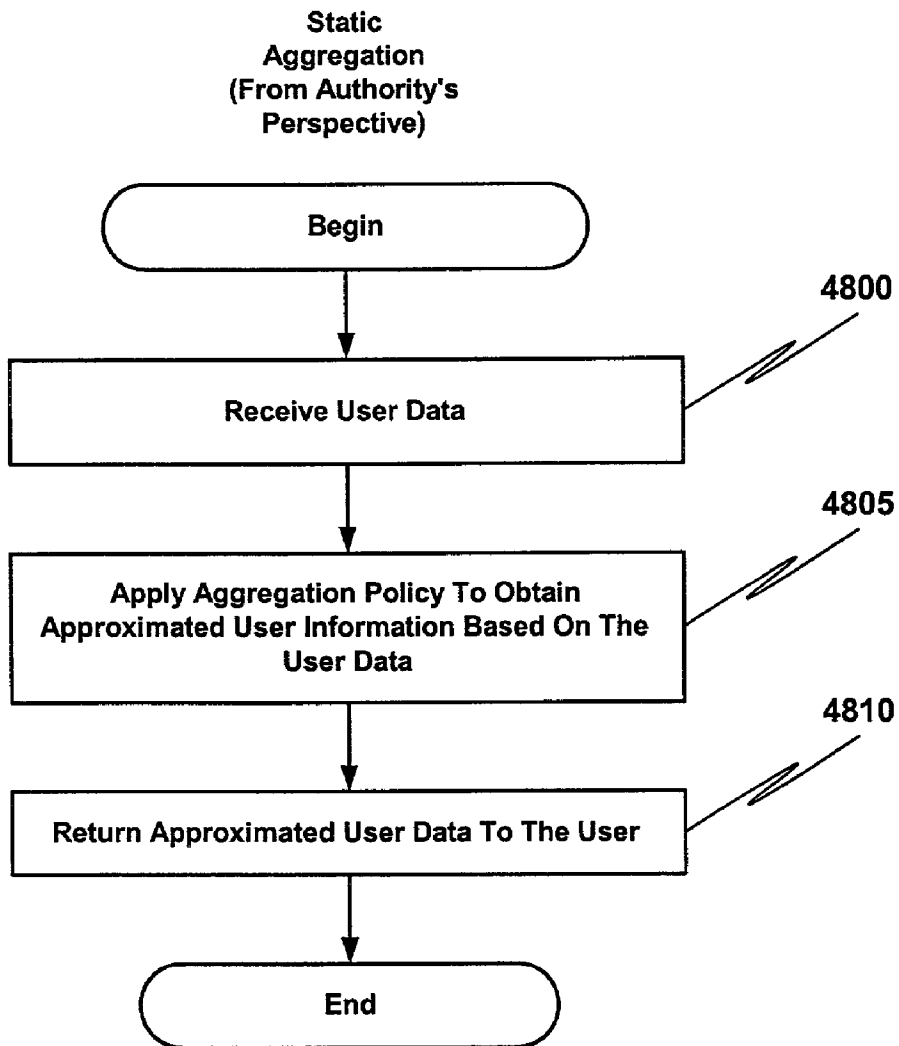 Static
Aggregation
(From Authority's
Perspective)
Begin
4800
Receive User Data
4805
Apply Aggregation Policy To Obtain
Approximated User Information Based On The
User Data
4810
Return Approximated User Data To The User
End